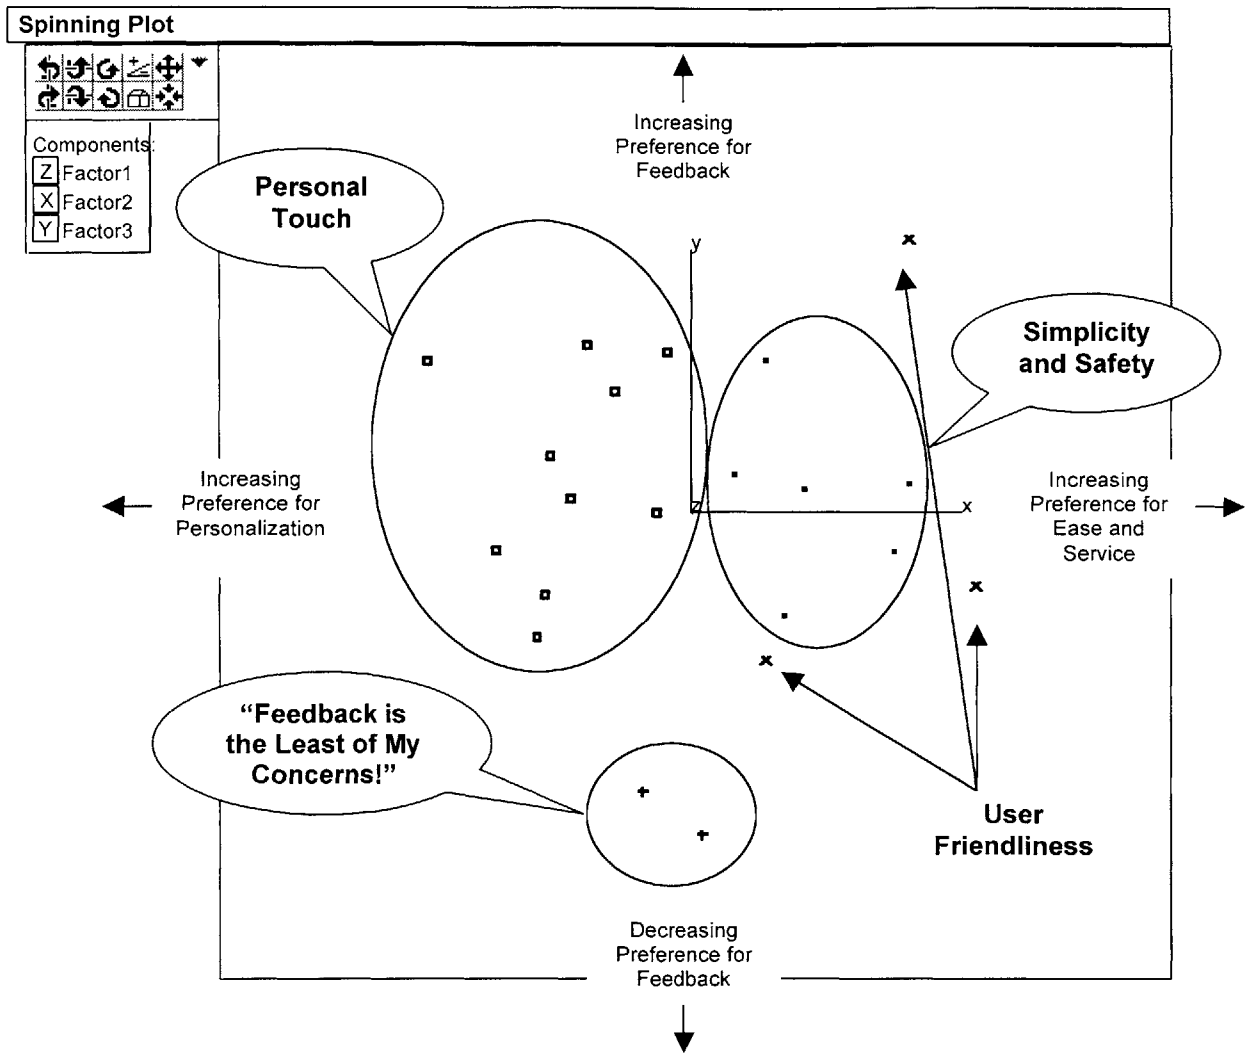 Spinning Plot
Components:
Z Factor1
X Factor2
Y Factor3
Increasing
Preference for
Feedback
Personal
Touch
y
x
Simplicity
and Safety
x
Increasing
Preference for
Personalization
z
x
Increasing
Preference for
Ease and
Service
x
x
“Feedback is
the Least of My
Concerns!”
User
Friendliness
Decreasing
Preference for
Feedback